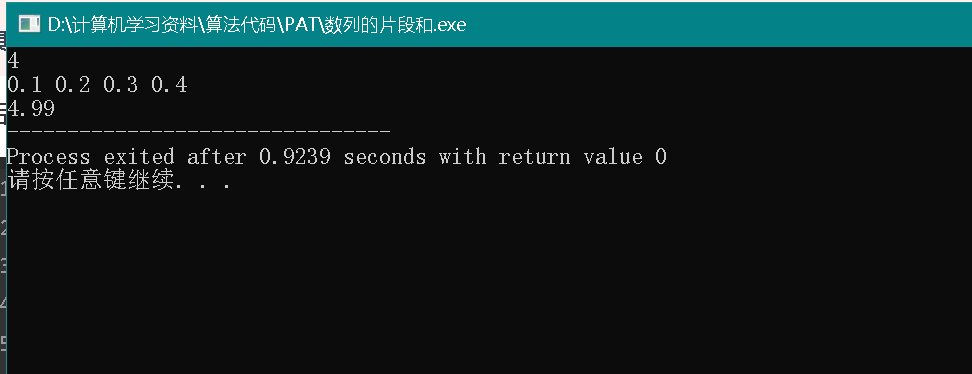 D:\计算机学习资料\算法代码\PAT\数列的片段和.exe
4
0.1 0.2 0.3 0.4
4.99
--------------------------------
Process exited after 0.9239 seconds with return value 0
请按任意键继续. . .